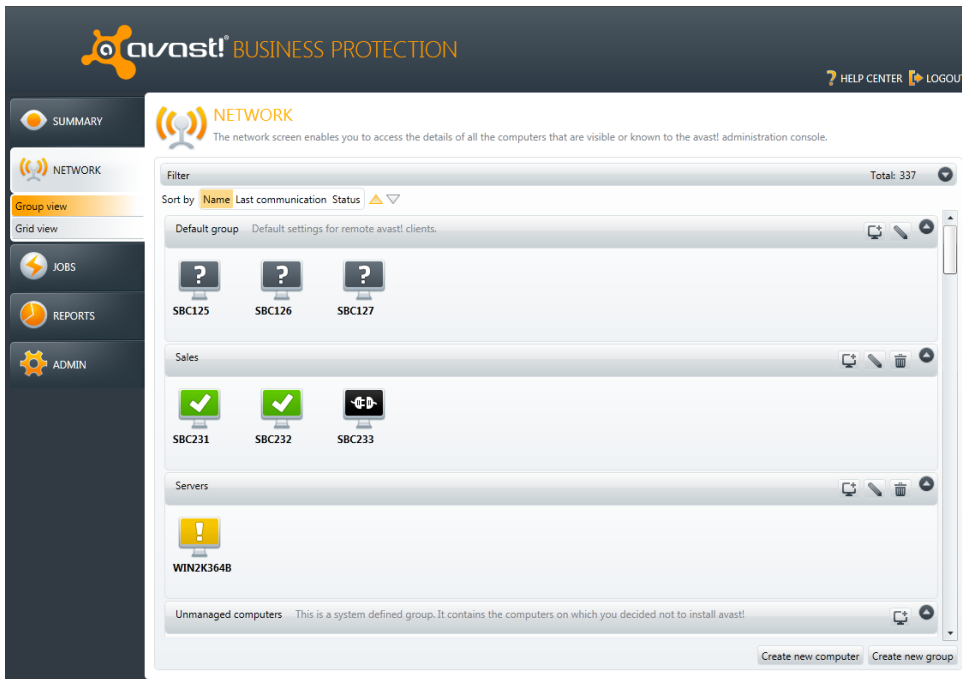 avast!® BUSINESS PROTECTION
? HELP CENTER LOGOU
SUMMARY
NETWORK
Group view
Grid view
JOBS
REPORTS
ADMIN
NETWORK
The network screen enables you to access the details of all the computers that are visible or known to the avast! administration console.
Filter Total: 337
Sort by Name Last communication Status
Default group Default settings for remote avast! clients.
? ? ?
SBC125 SBC126 SBC127
Sales
SBC231 SBC232 SBC233
Servers
!
WIN2K364B
Unmanaged computers This is a system defined group. It contains the computers on which you decided not to install avast!
Create new computer Create new group